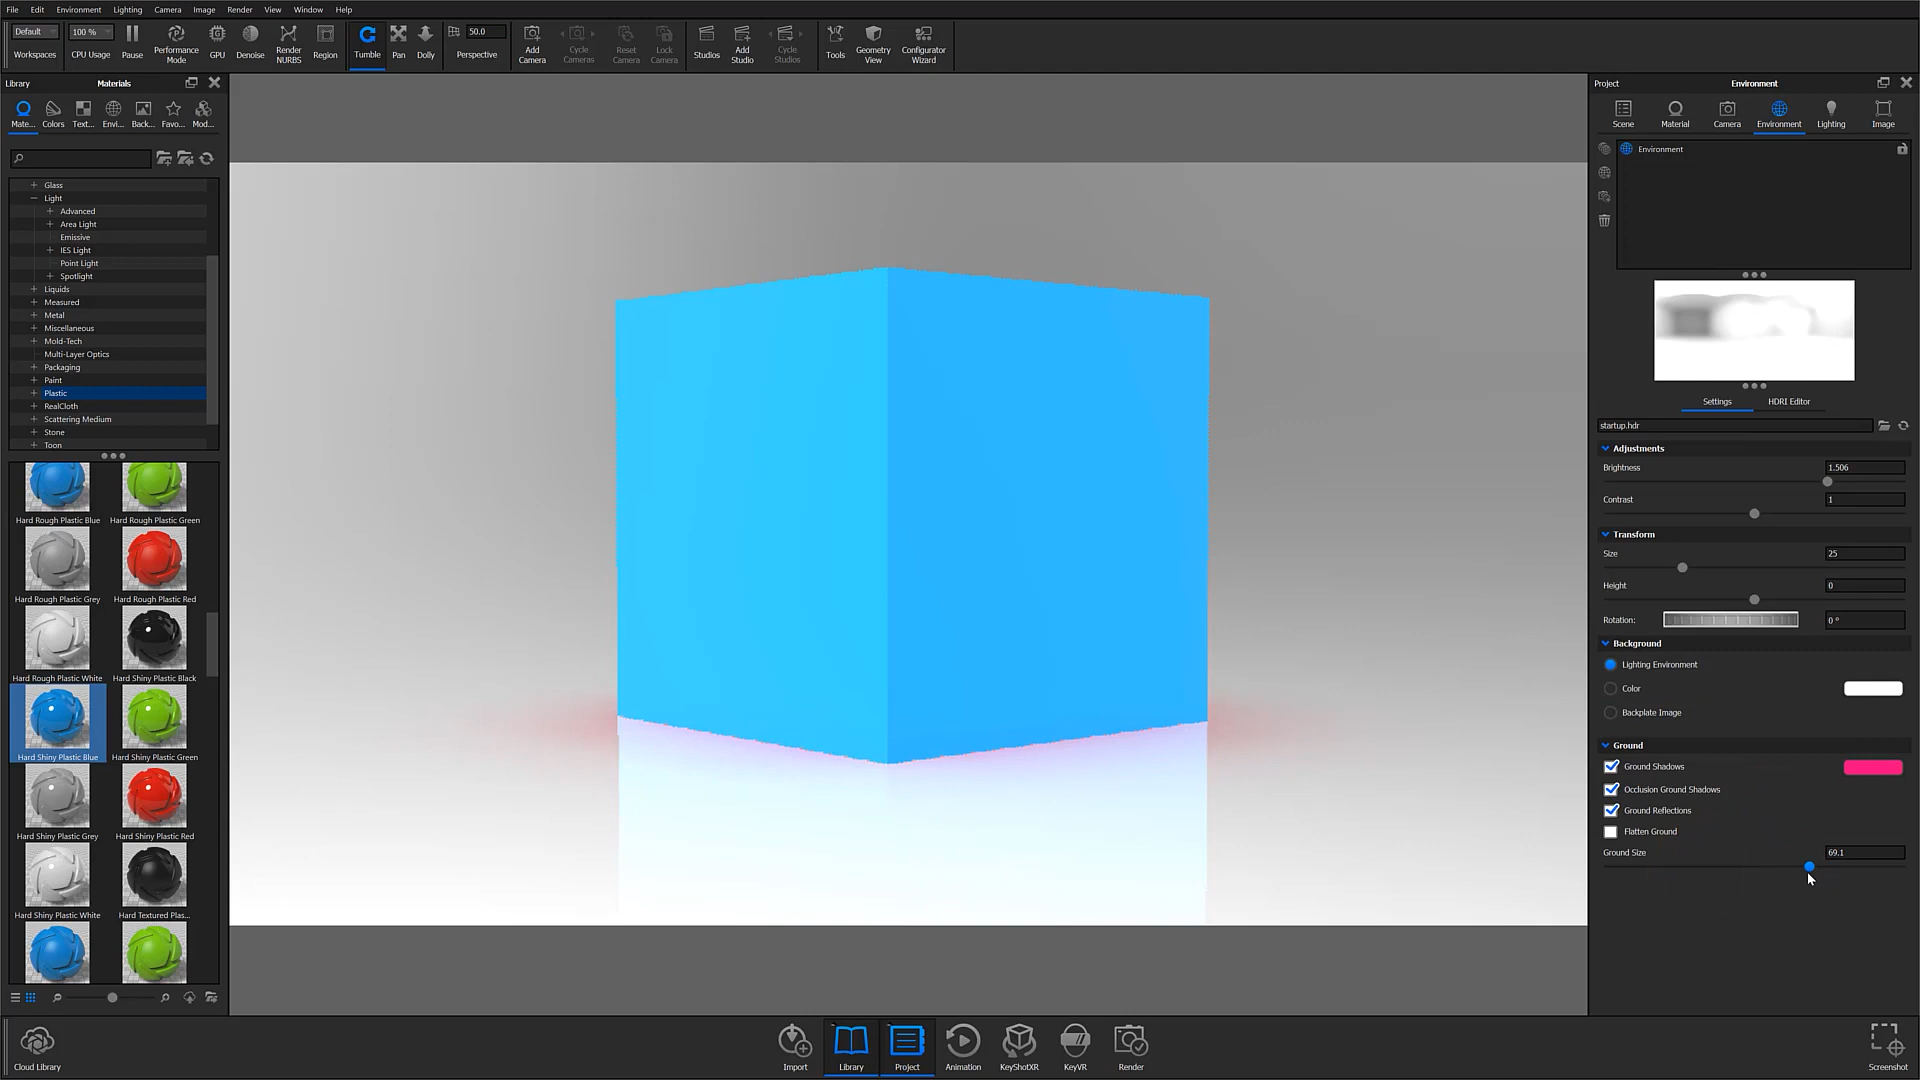 File Edit Environment Lighting Camera Image Render View Window Help
Default 100 % 50.0
Workspaces CPU Usage Pause Performance Mode GPU Denoise Render NURBS Region Tumble Pan Dolly Perspective Add Camera Cycle Cameras Reset Camera Lock Camera Studios Add Studio Cycle Studios Tools Geometry View Configurator Wizard
Library Materials
Mate... Colors Text... Envi... Back... Favo... Mod...
Glass
Light
Advanced
Area Light
Emissive
IES Light
Point Light
Spotlight
Liquids
Measured
Metal
Miscellaneous
Mold-Tech
Multi-Layer Optics
Packaging
Paint
Plastic
RealCloth
Scattering Medium
Stone
Toon
Hard Rough Plastic Blue Hard Rough Plastic Green
Hard Rough Plastic Grey Hard Rough Plastic Red
Hard Rough Plastic White Hard Shiny Plastic Black
Hard Shiny Plastic Blue Hard Shiny Plastic Green
Hard Shiny Plastic Grey Hard Shiny Plastic Red
Hard Shiny Plastic White Hard Textured Plas...
Project Environment
Scene Material Camera Environment Lighting Image
Environment
Settings HDRI Editor
startup.hdr
Adjustments
Brightness 1.506
Contrast 1
Transform
Size 25
Height 0
Rotation: 0 °
Background
Lighting Environment
Color
Backplate Image
Ground
Ground Shadows
Occlusion Ground Shadows
Ground Reflections
Flatten Ground
Ground Size 69.1
Cloud Library Import Library Project Animation KeyShotXR KeyVR Render Screenshot